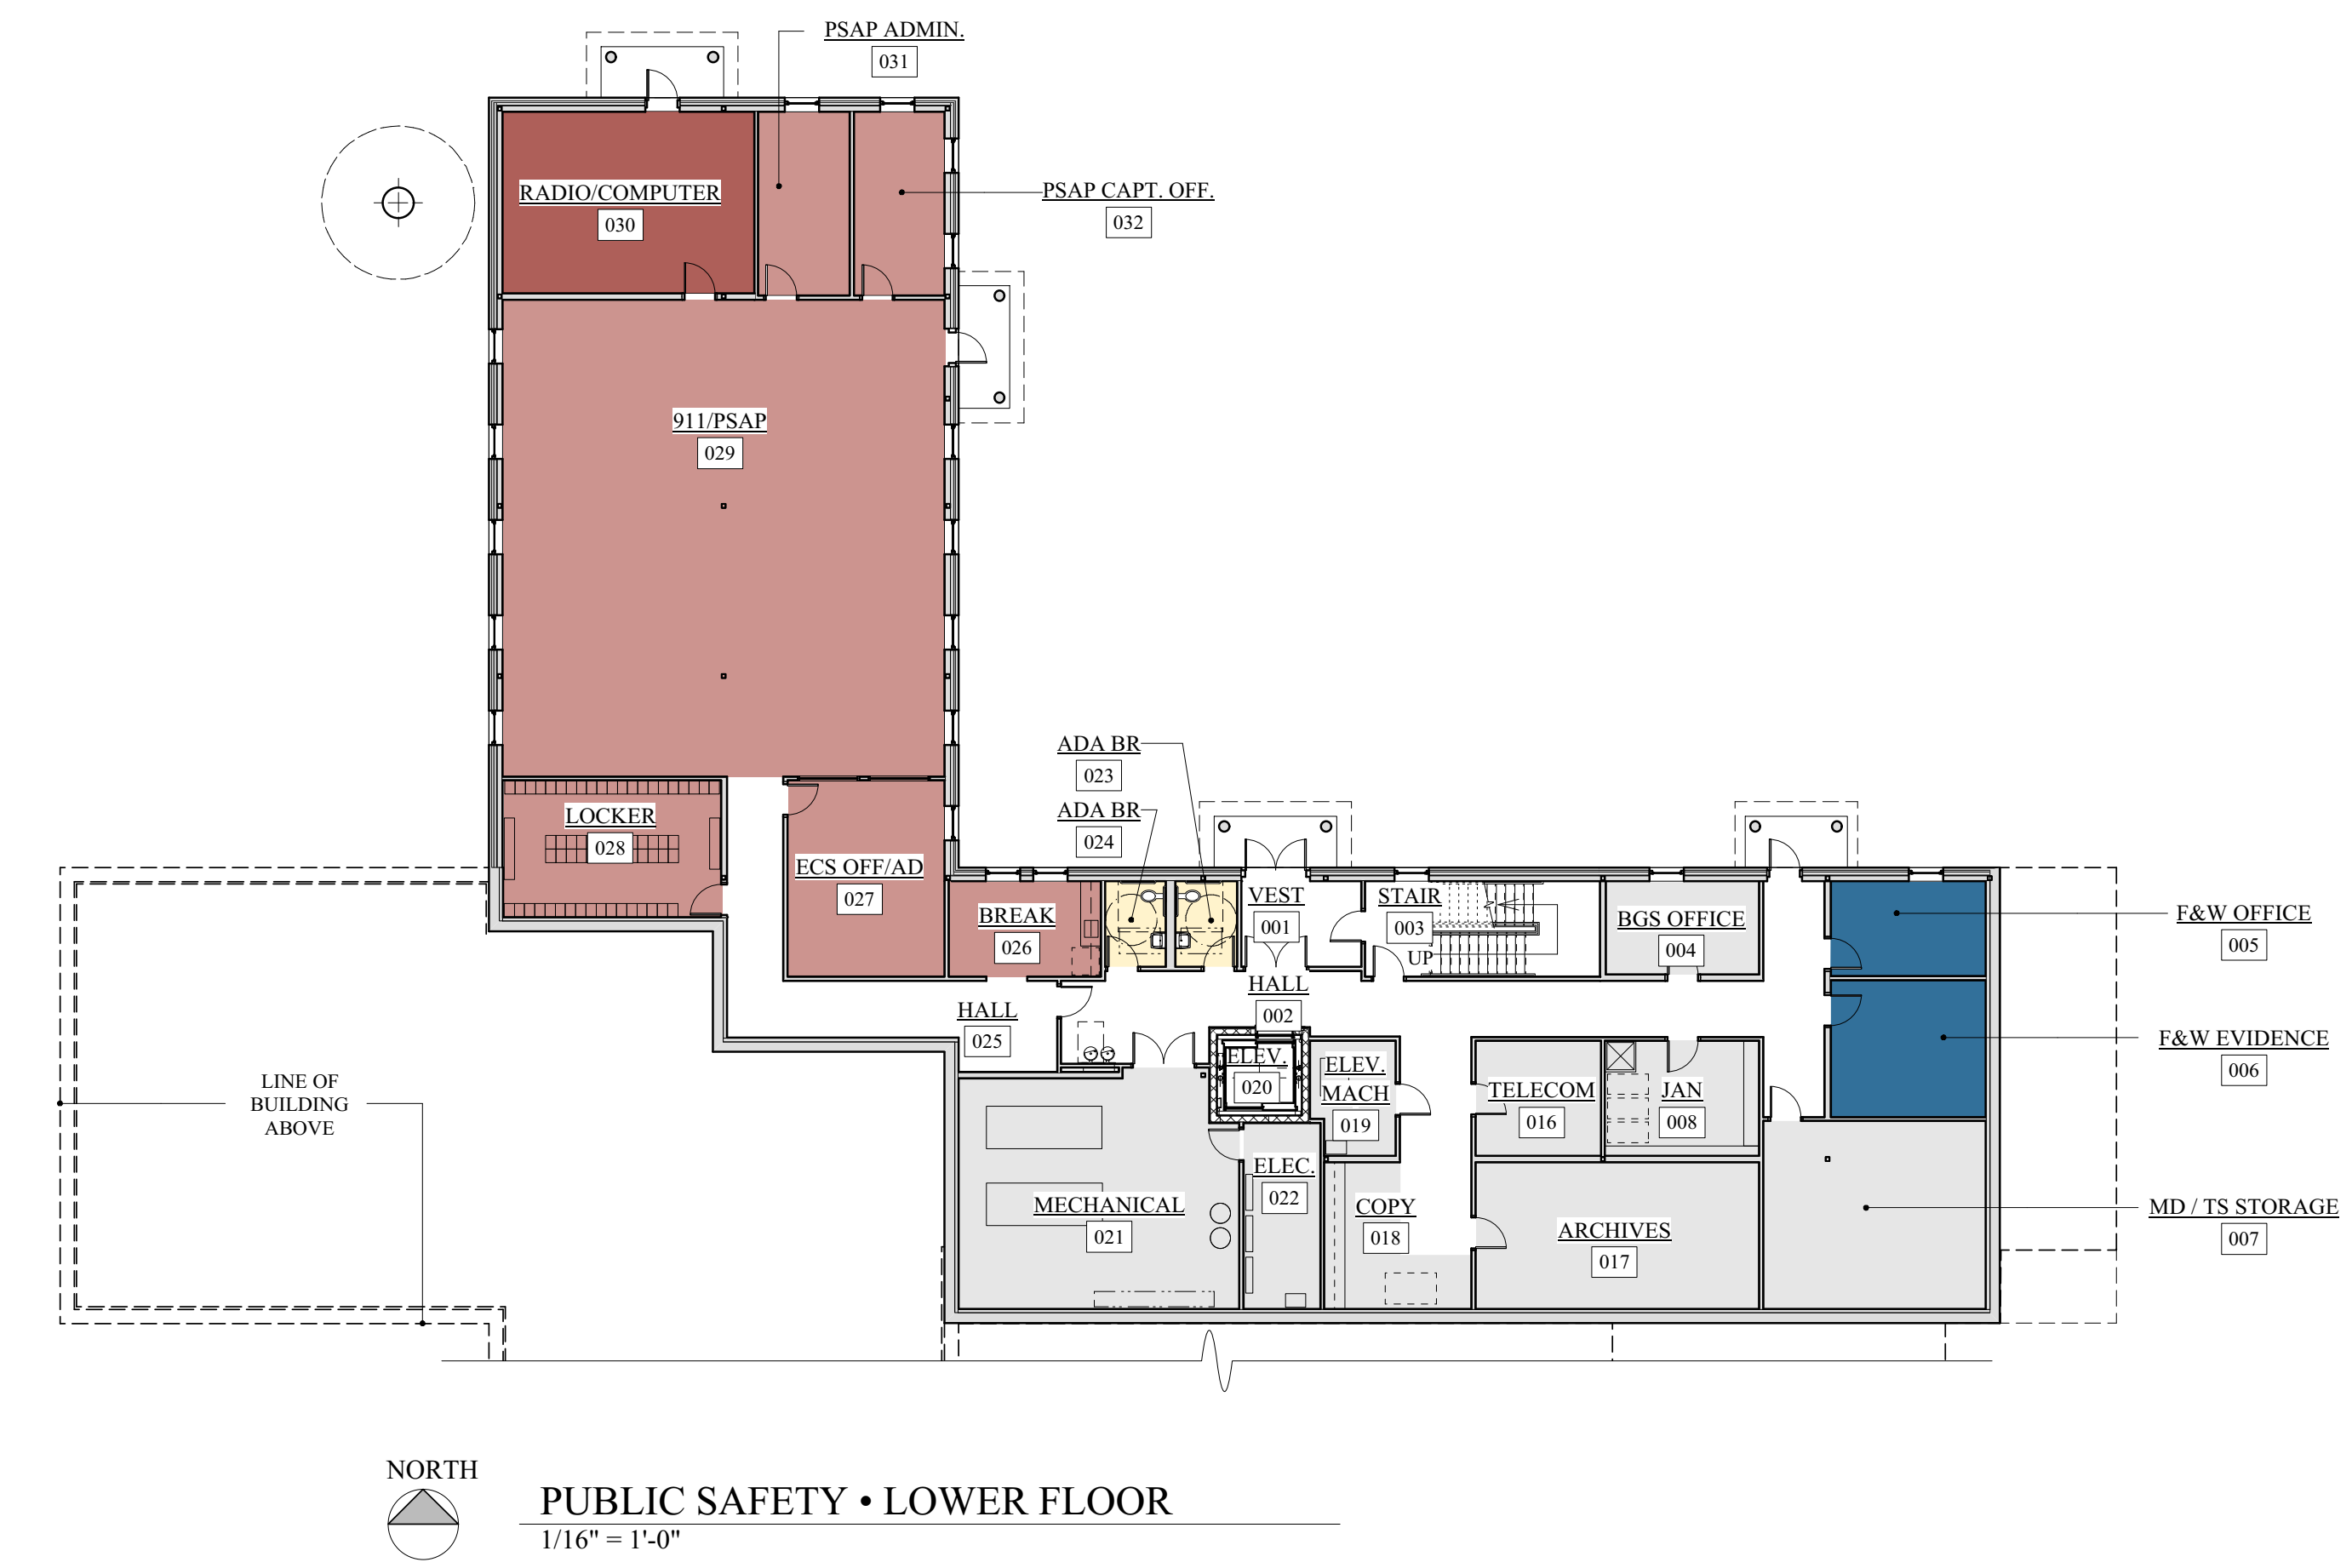 PSAP ADMIN.
031
RADIO/COMPUTER
030
PSAP CAPT. OFF.
032
911/PSAP
029
ADA BR
023
ADA BR
024
LOCKER
028
ECS OFF/AD
027
BREAK
026
VEST
001
STAIR
003
UP
BGS OFFICE
004
F&W OFFICE
005
HALL
002
HALL
025
F&W EVIDENCE
006
ELEV.
020
ELEV.
MACH
019
TELECOM
016
JAN
008
LINE OF
BUILDING
ABOVE
MECHANICAL
021
ELEC.
022
COPY
018
ARCHIVES
017
MD / TS STORAGE
007
NORTH
PUBLIC SAFETY • LOWER FLOOR
1/16" = 1'-0"